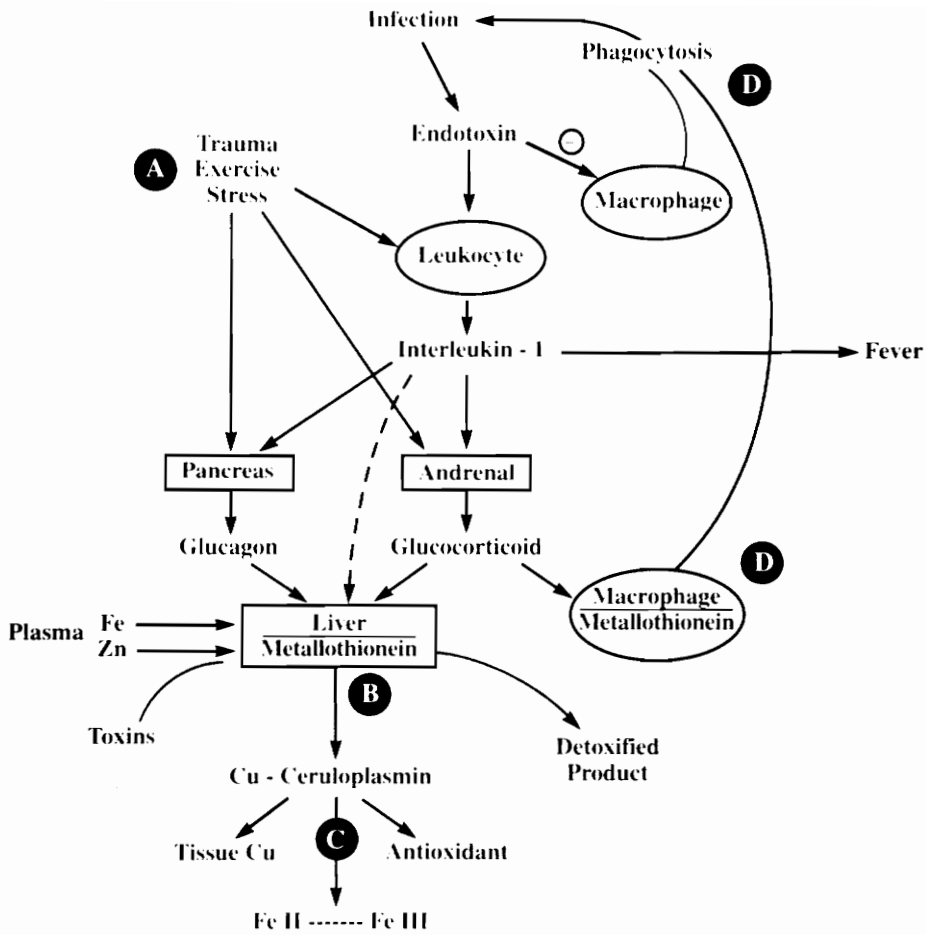 Infection
Phagocytosis
D
Endotoxin
−
Trauma
Exercise
Stress
A
Macrophage
Leukocyte
Interleukin - 1
Fever
Pancreas
Andrenal
Glucagon
Glucocorticoid
D
Macrophage
Metallothionein
Plasma Fe
Zn
Liver
Metallothionein
B
Toxins
Detoxified
Product
Cu - Ceruloplasmin
C
Tissue Cu
Antioxidant
Fe II ------- Fe III